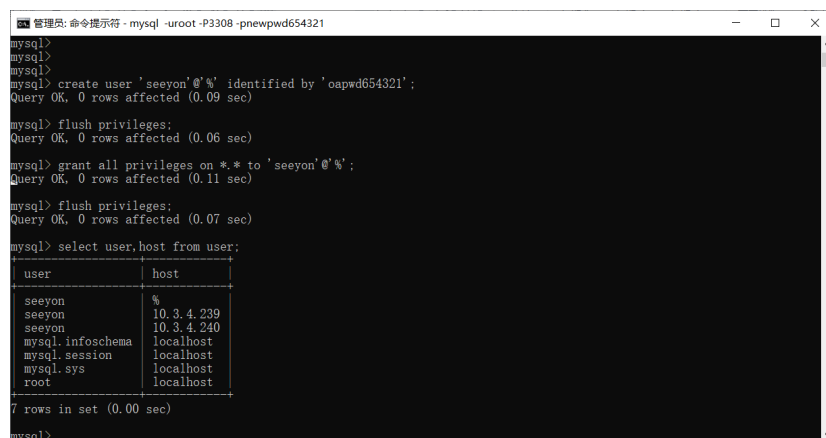 管理员: 命令提示符 - mysql -uroot -P3308 -pnewpwd654321
mysql>
mysql>
mysql>
mysql> create user 'seeyon'@'%' identified by 'oapwd654321';
Query OK, 0 rows affected (0.09 sec)
mysql> flush privileges;
Query OK, 0 rows affected (0.06 sec)
mysql> grant all privileges on *.* to 'seeyon'@'%';
Query OK, 0 rows affected (0.11 sec)
mysql> flush privileges;
Query OK, 0 rows affected (0.07 sec)
mysql> select user,host from user;
+------------------+------------+
| user             | host       |
+------------------+------------+
| seeyon           | %          |
| seeyon           | 10.3.4.239 |
| seeyon           | 10.3.4.240 |
| mysql.infoschema | localhost  |
| mysql.session    | localhost  |
| mysql.sys        | localhost  |
| root             | localhost  |
+------------------+------------+
7 rows in set (0.00 sec)
mysql>